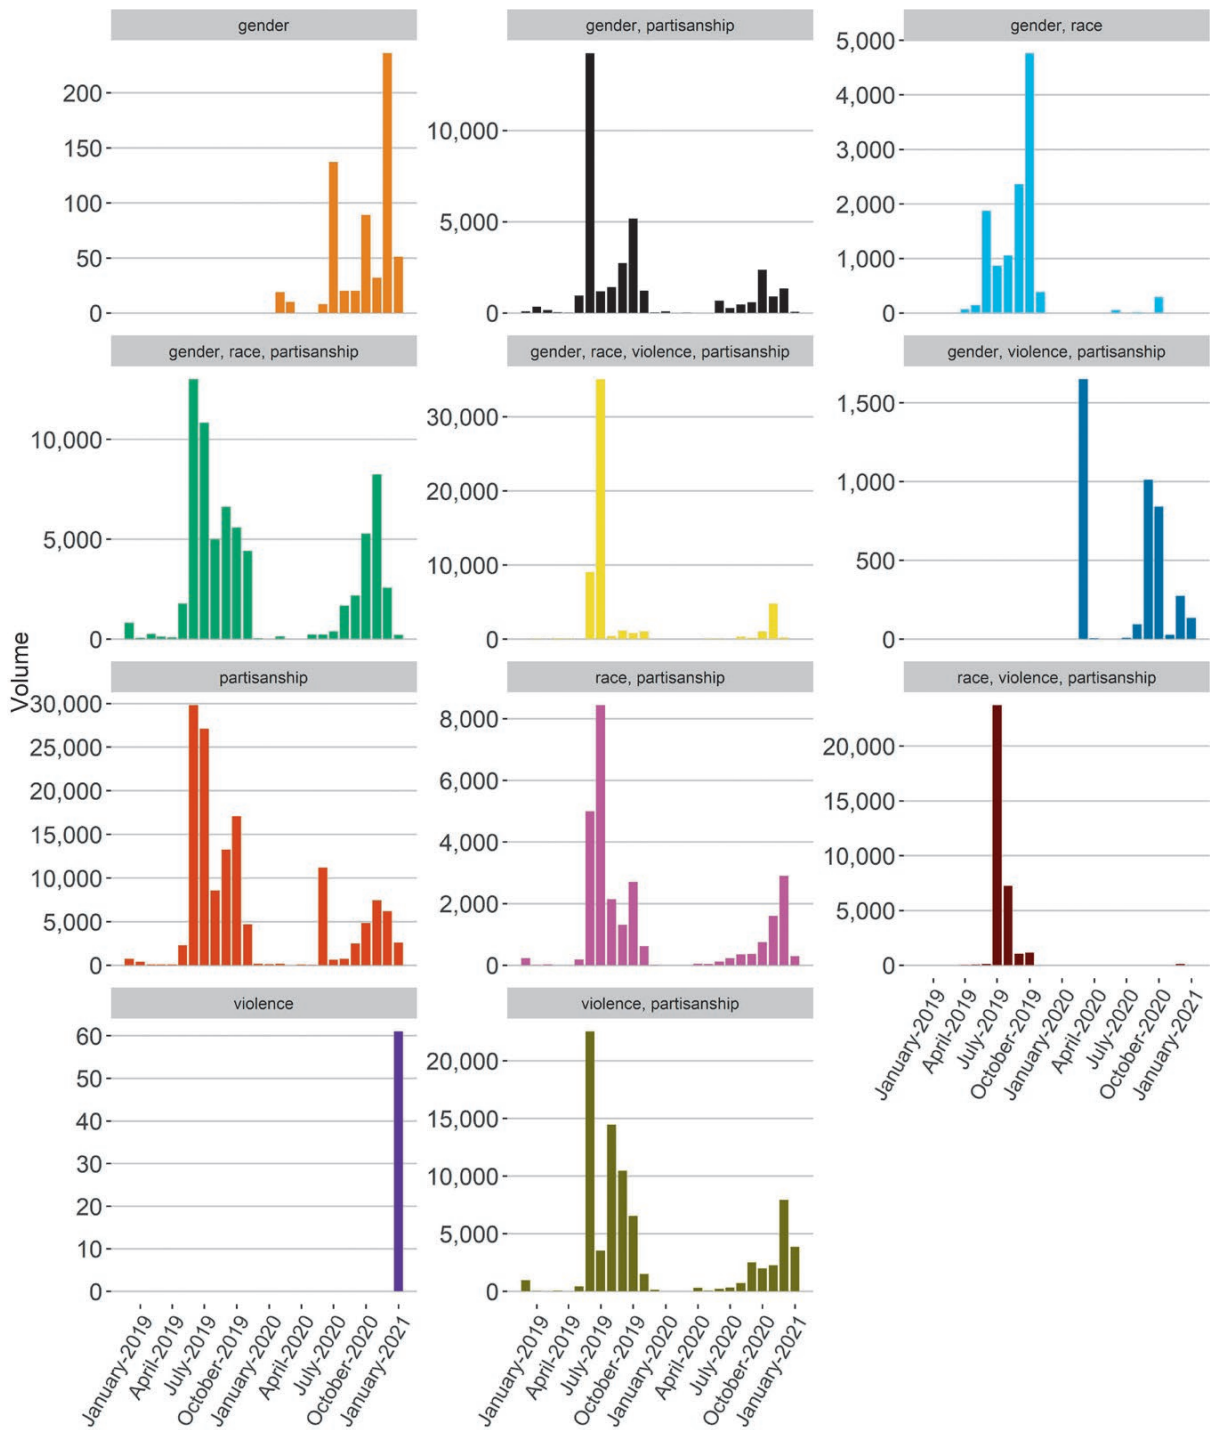 gender
gender, partisanship
gender, race
200
150
100
50
0
10,000
5,000
0
5,000
4,000
3,000
2,000
1,000
0
gender, race, partisanship
gender, race, violence, partisanship
gender, violence, partisanship
10,000
5,000
0
30,000
20,000
10,000
0
1,500
1,000
500
0
Volume
partisanship
race, partisanship
race, violence, partisanship
30,000
25,000
20,000
15,000
10,000
5,000
0
8,000
6,000
4,000
2,000
0
20,000
15,000
10,000
5,000
0
January-2019
April-2019
July-2019
October-2019
January-2020
April-2020
July-2020
October-2020
January-2021
violence
violence, partisanship
60
50
40
30
20
10
0
20,000
15,000
10,000
5,000
0
January-2019
April-2019
July-2019
October-2019
January-2020
April-2020
July-2020
October-2020
January-2021
January-2019
April-2019
July-2019
October-2019
January-2020
April-2020
July-2020
October-2020
January-2021